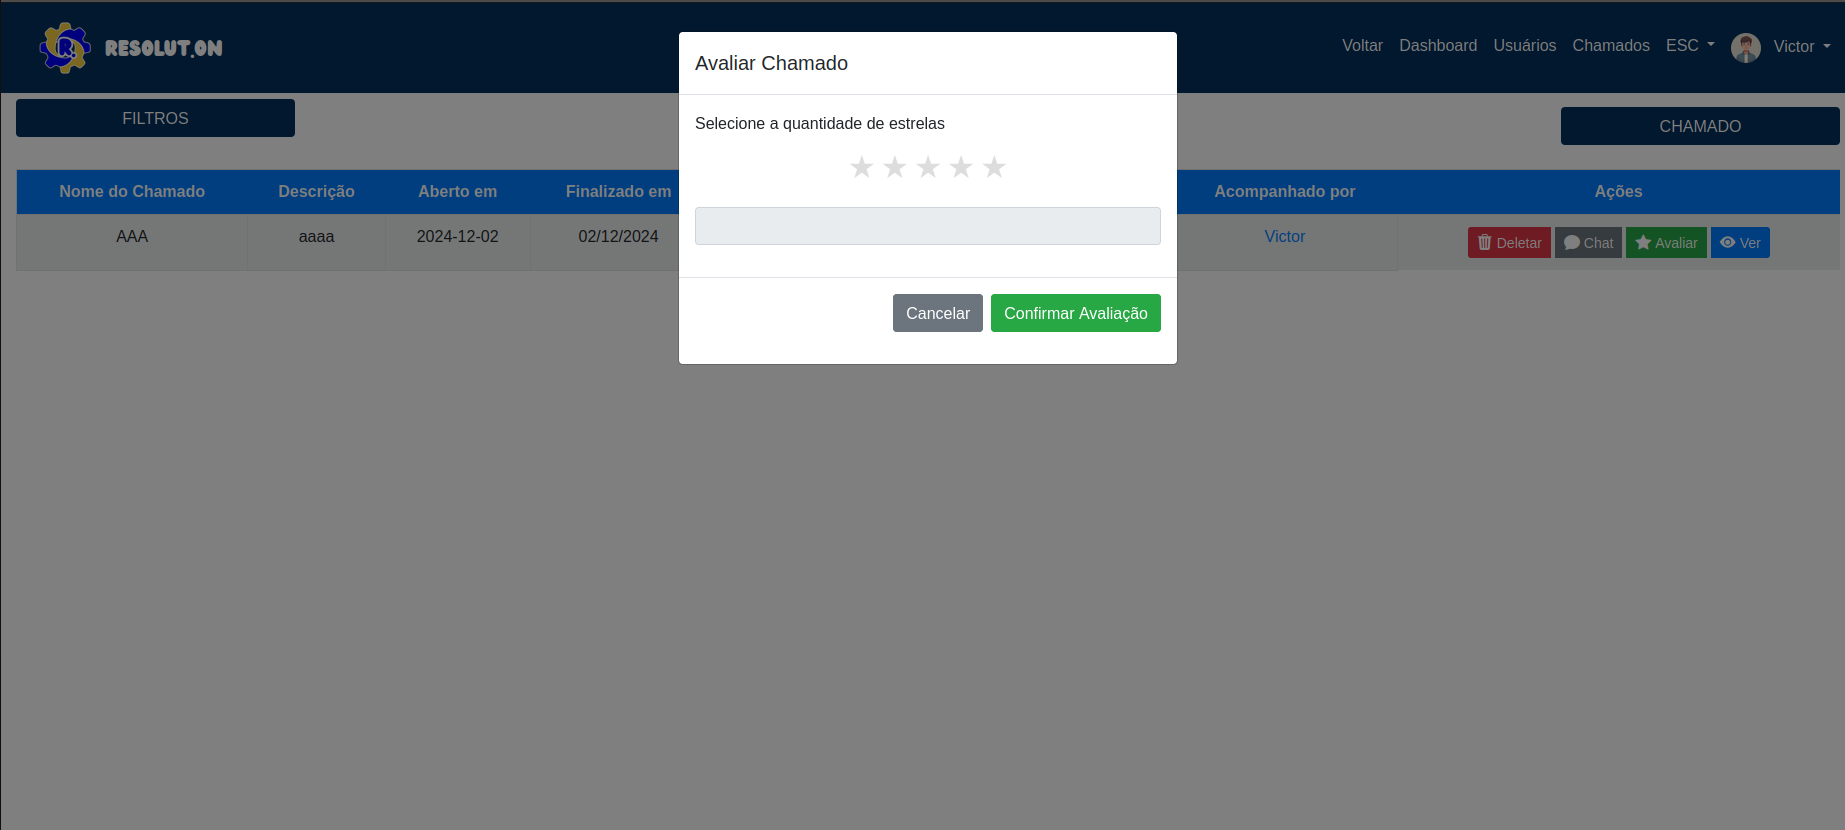 RESOLUT.ON
Voltar Dashboard Usuários Chamados ESC Victor
FILTROS
CHAMADO
Avaliar Chamado
Selecione a quantidade de estrelas
Cancelar Confirmar Avaliação
Nome do Chamado Descrição Aberto em Finalizado em Acompanhado por Ações
AAA aaaa 2024-12-02 02/12/2024 Victor Deletar Chat Avaliar Ver